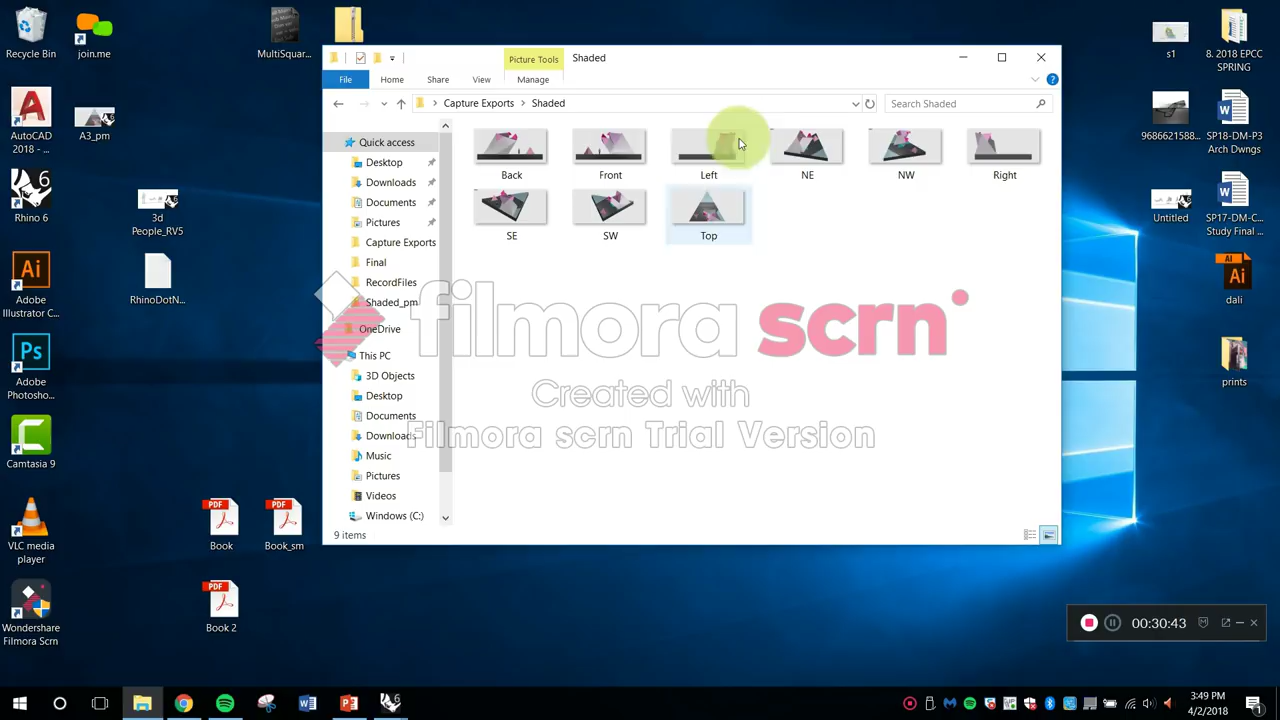 Recycle Bin
join.me
MultiSquar...
AutoCAD
2018 - ...
A3_pm
Rhino 6
3d
People_RV5
Adobe
Illustrator C...
RhinoDotN...
Adobe
Photosho...
Camtasia 9
VLC media
player
Book
Book_sm
Wondershare
Filmora Scrn
Book 2
Picture Tools
Shaded
File
Home
Share
View
Manage
Capture Exports
Shaded
Search Shaded
Quick access
Desktop
Downloads
Documents
Pictures
Capture Exports
Final
RecordFiles
Shaded_pm
OneDrive
This PC
3D Objects
Desktop
Documents
Downloads
Music
Pictures
Videos
Windows (C:)
Back
Front
Left
NE
NW
Right
SE
SW
Top
filmora scrn
Created with
Filmora scrn Trial Version
9 items
s1
8. 2018 EPCC
SPRING
9686621588...
SP18-DM-P3
Arch Dwngs
Untitled
SP17-DM-C...
Study Final ...
dali
prints
00:30:43
3:49 PM
4/2/2018